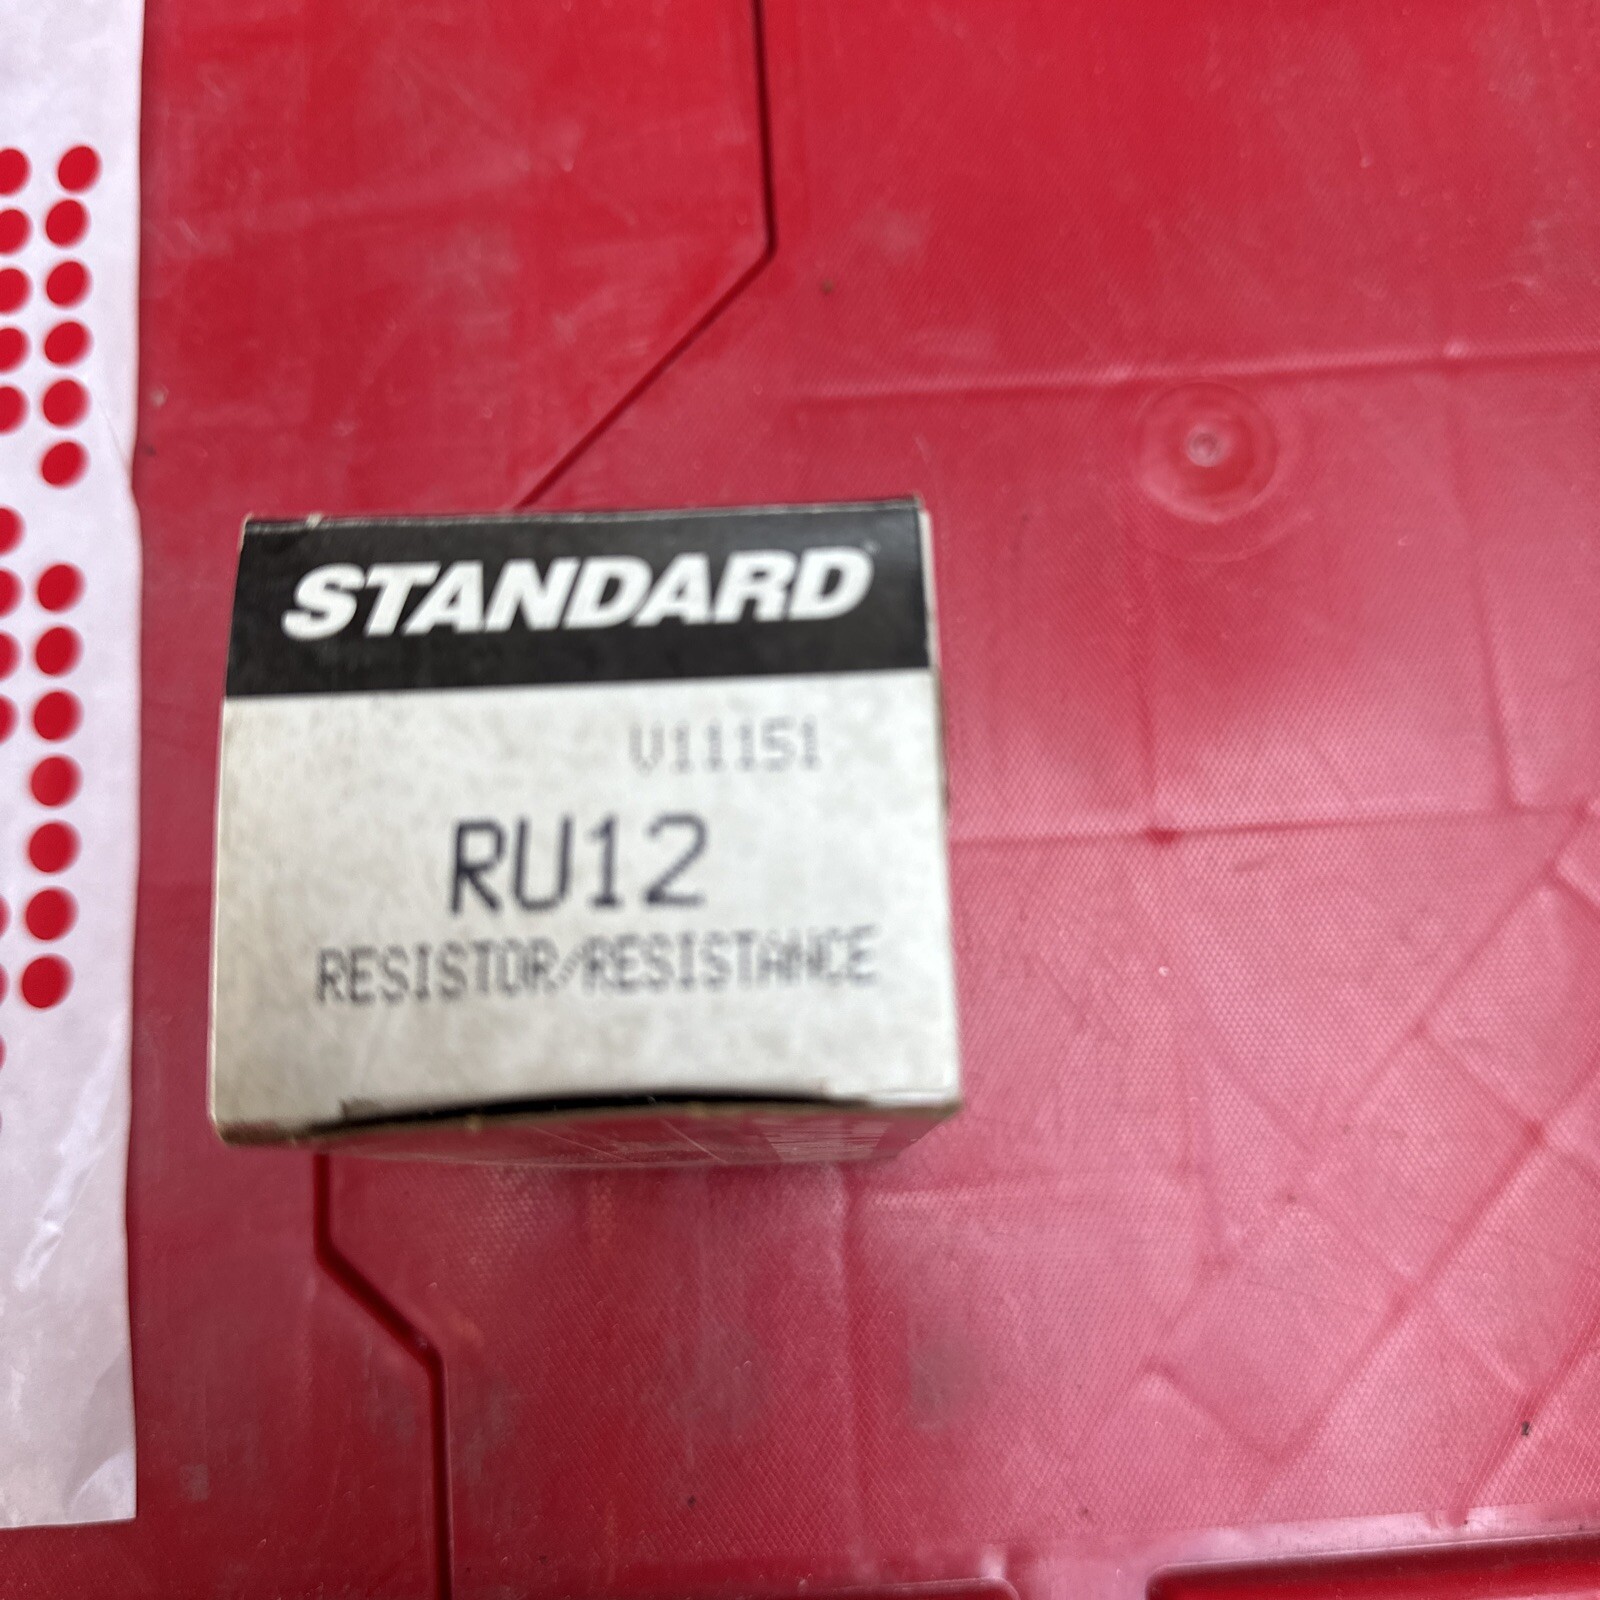 STANDARD
V11151
RU12
RESISTOR/RESISTANCE